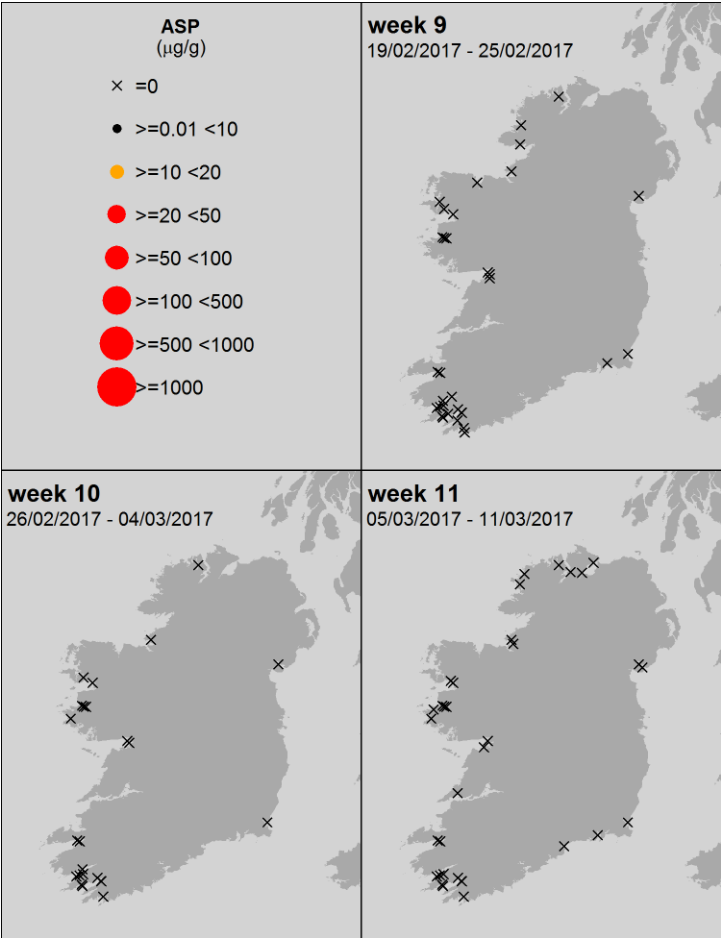 ASP
(µg/g)
=0
>=0.01 <10
>=10 <20
>=20 <50
>=50 <100
>=100 <500
>=500 <1000
>=1000
week 9
19/02/2017 - 25/02/2017
week 10
26/02/2017 - 04/03/2017
week 11
05/03/2017 - 11/03/2017